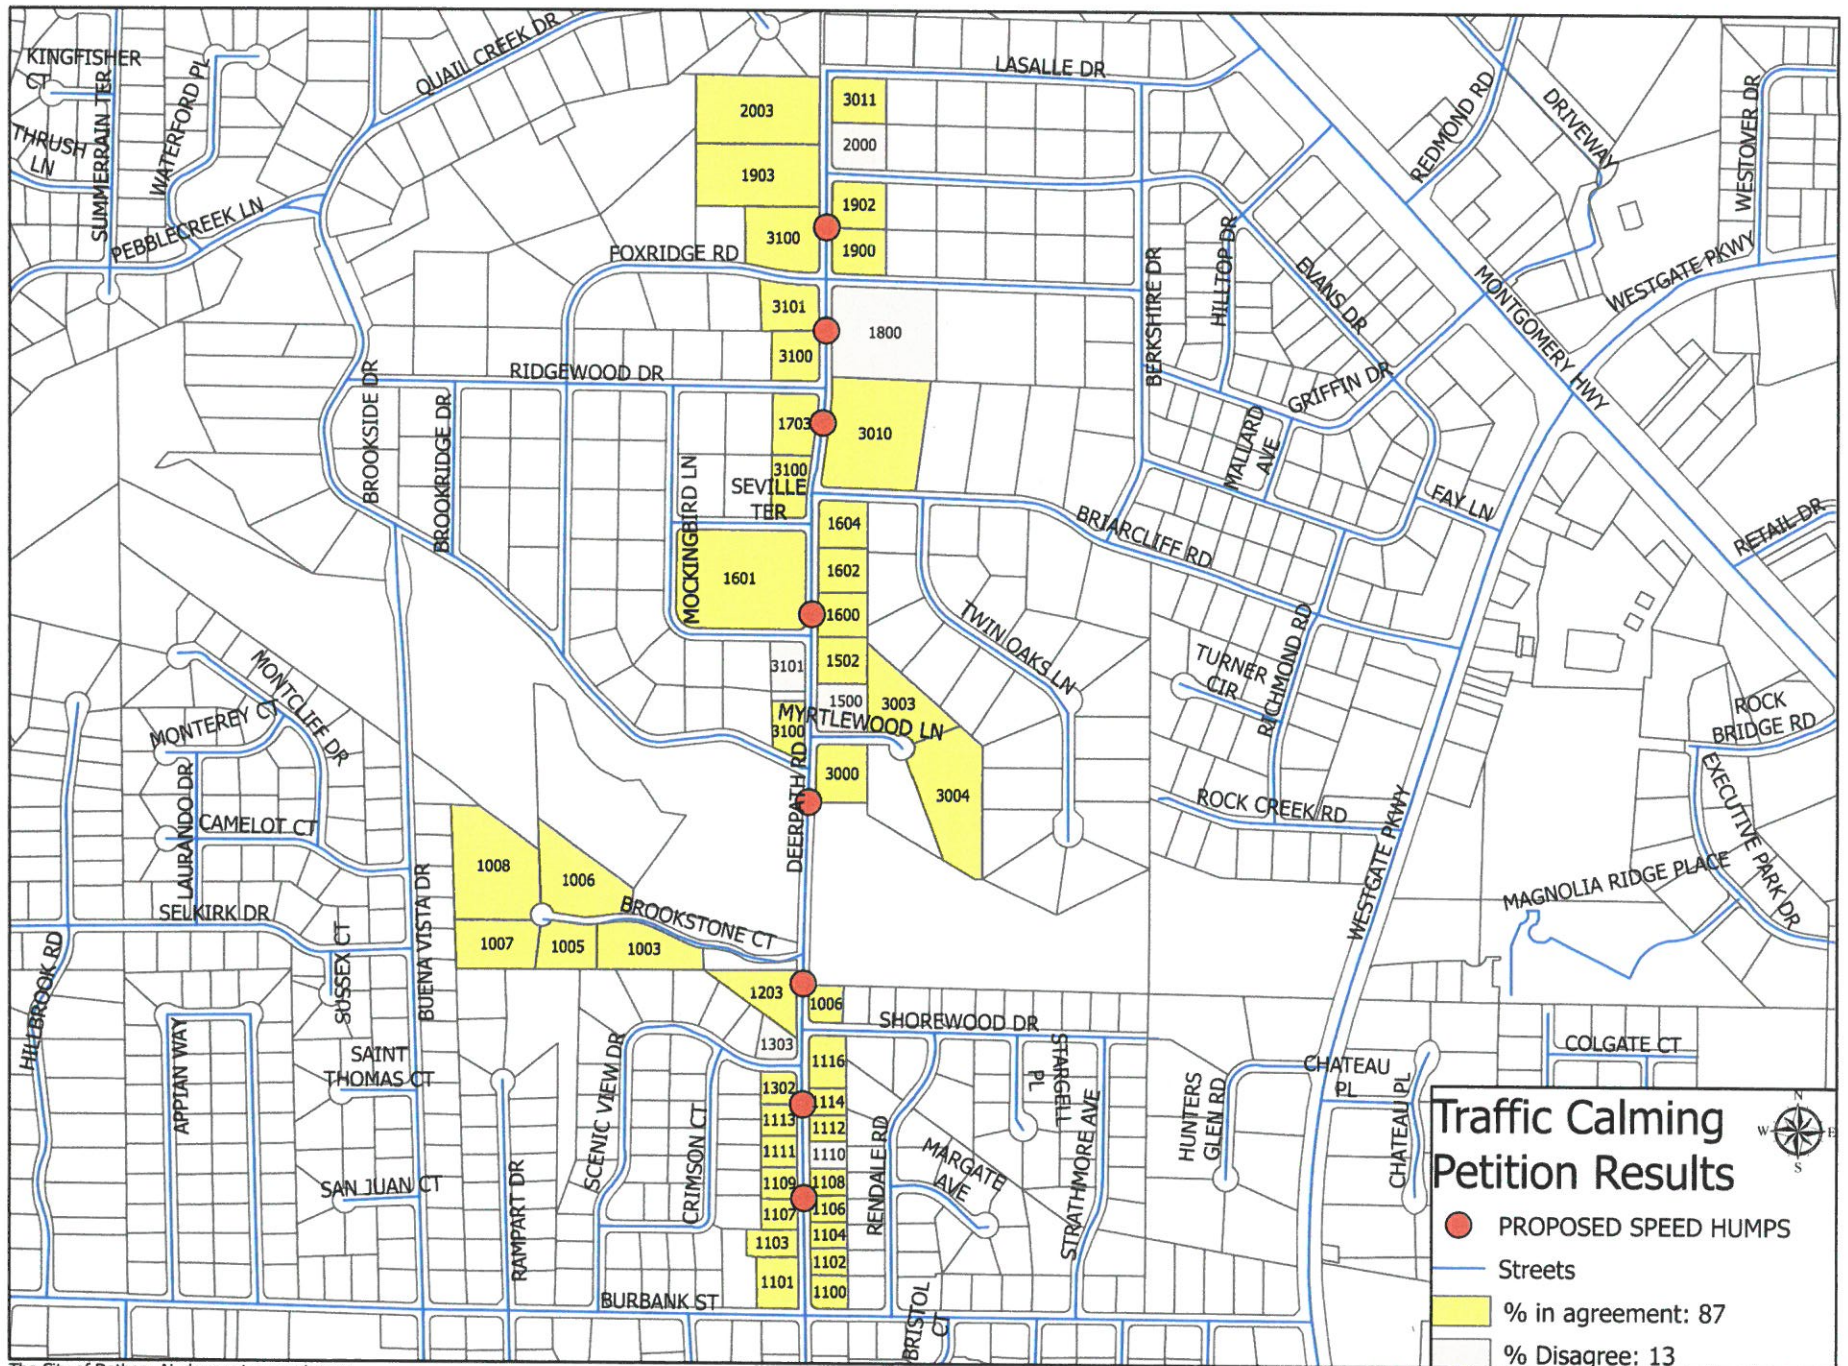 KINGFISHER
CT
THRUSH
LN
SUMMERRAIN TER
WATERFORD PL
QUAIL CREEK DR
PEBBLECREEK LN
LASALLE DR
REDMOND RD
DRIVEWAY
WESTOVER DR
2003
3011
2000
1903
1902
3100
1900
FOXRIDGE RD
BERKSHIRE DR
HILLTOP DR
EVANS DR
MONTGOMERY HWY
WESTGATE PKWY
3101
1800
3100
RIDGEWOOD DR
BROOKSIDE DR
BROOKRIDGE DR
GRIFFIN DR
MALLARD
AVE
1703
3010
3100
SEVILLE
TER
MOCKINGBIRD LN
FAY LN
RETAIL DR
BRIARCLIFF RD
1604
1602
1601
1600
TWIN OAKS LN
TURNER
CIR
RICHMOND RD
3101
1502
1500
3003
MYRTLEWOOD LN
3100
3000
3004
DEERPATH RD
MONTCLIFF DR
MONTEREY CT
LAURANDO DR
CAMELOT CT
ROCK
BRIDGE RD
EXECUTIVE PARK DR
ROCK CREEK RD
WESTGATE PKWY
MAGNOLIA RIDGE PLACE
1008
1006
BROOKSTONE CT
1007
1005
1003
SELKIRK DR
SUSSEX CT
BUENA VISTA DR
HILLBROOK RD
1203
1006
SHOREWOOD DR
1303
1116
STARGELL
PL
COLGATE CT
CHATEAU
PL
CHATEAU PL
HUNTERS
GLEN RD
APPIAN WAY
SAINT
THOMAS CT
SAN JUAN CT
RAMPART DR
SCENIC VIEW DR
CRIMSON CT
1302
1114
1113
1112
1111
1110
1109
1108
1107
1106
1103
1104
1102
1101
1100
RENDALE RD
MARGATE
AVE
STRATHMORE AVE
BURBANK ST
BRISTOL
CT
Traffic Calming
Petition Results
N
W
E
S
PROPOSED SPEED HUMPS
Streets
% in agreement: 87
% Disagree: 13